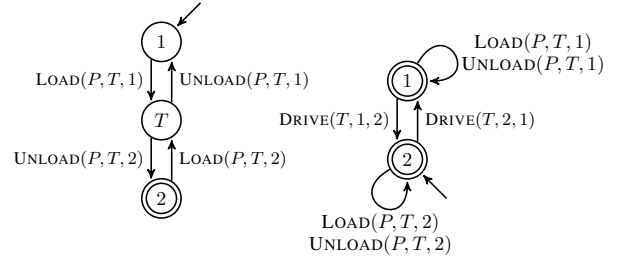 1
LOAD(P, T, 1)
UNLOAD(P, T, 1)
T
UNLOAD(P, T, 2)
LOAD(P, T, 2)
2
LOAD(P, T, 1)
UNLOAD(P, T, 1)
1
DRIVE(T, 1, 2)
DRIVE(T, 2, 1)
2
LOAD(P, T, 2)
UNLOAD(P, T, 2)